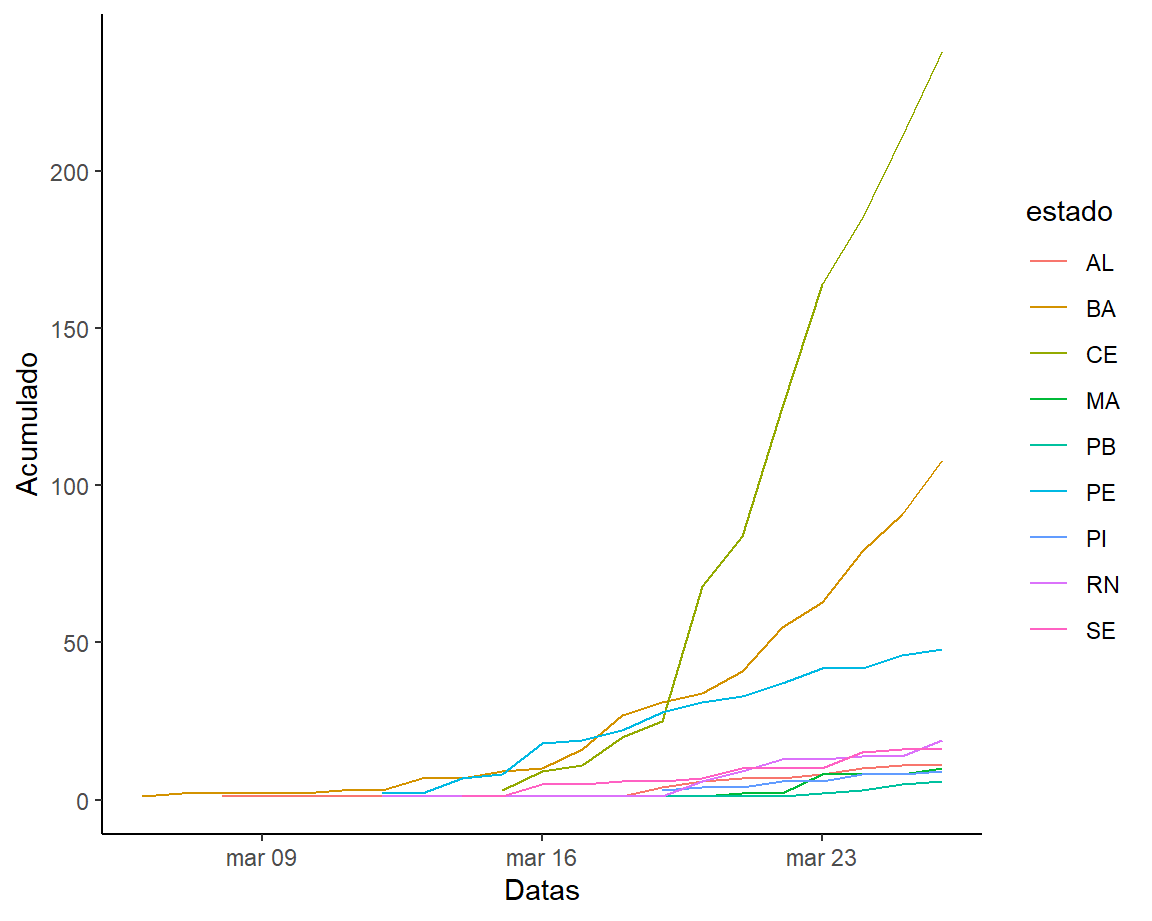 Acumulado
200
150
100
50
0
mar 09
mar 16
mar 23
Datas
estado
AL
BA
CE
MA
PB
PE
PI
RN
SE